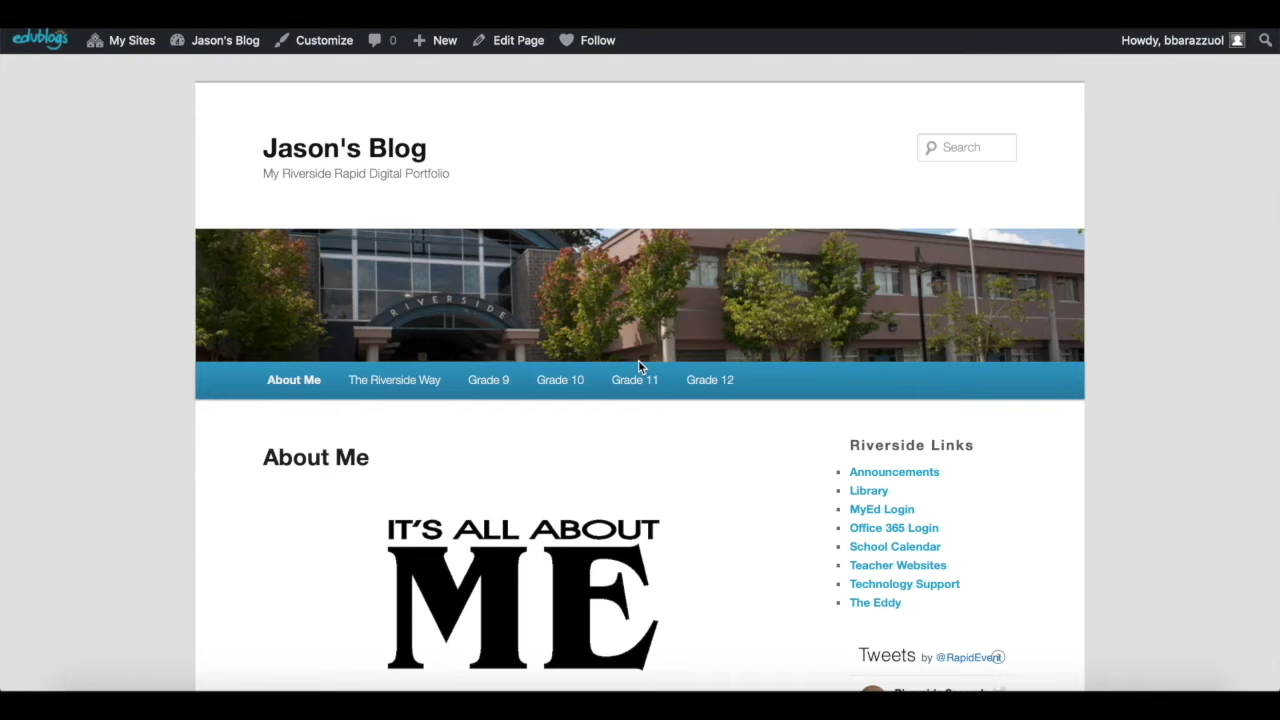 edublogs My Sites Jason's Blog Customize 0 New Edit Page Follow Howdy, bbarazzuol
Jason's Blog
Search
My Riverside Rapid Digital Portfolio
RIVERSIDE
About Me The Riverside Way Grade 9 Grade 10 Grade 11 Grade 12
About Me
IT'S ALL ABOUT
ME
Riverside Links
Announcements
Library
MyEd Login
Office 365 Login
School Calendar
Teacher Websites
Technology Support
The Eddy
Tweets by @RapidEvent